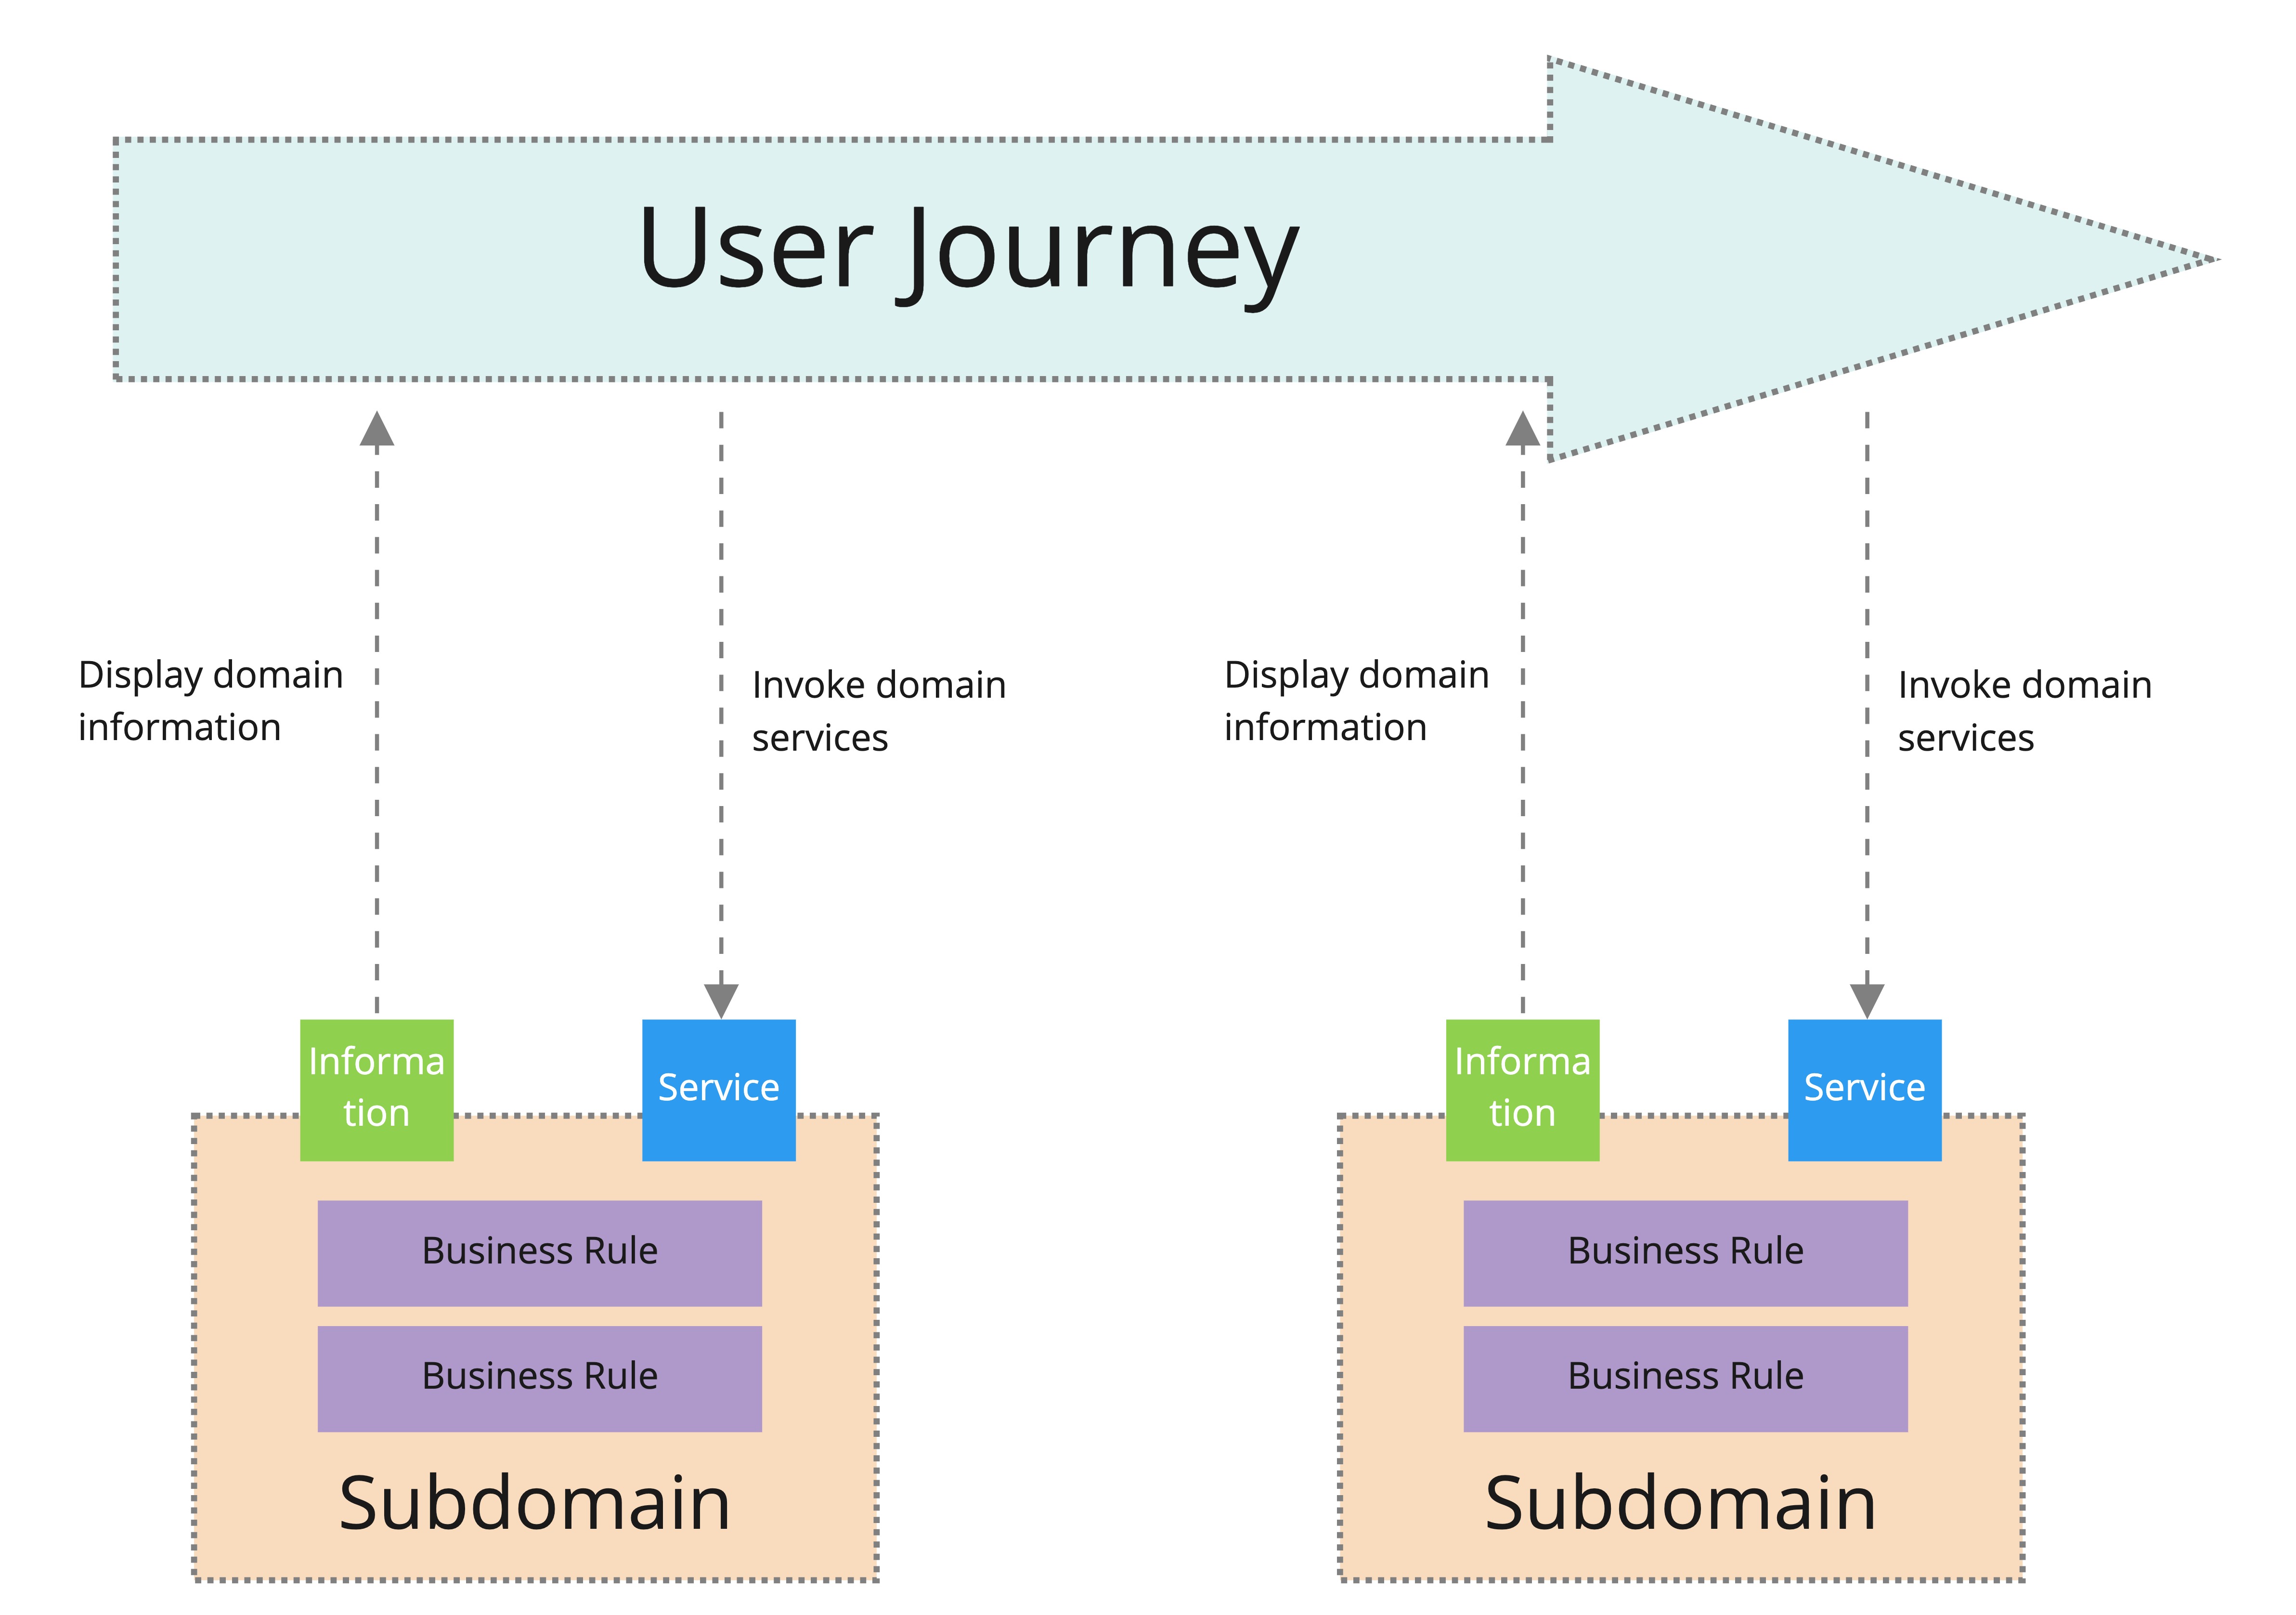 User Journey
Display domain
information
Invoke domain
services
Display domain
information
Invoke domain
services
Informa
tion
Service
Business Rule
Business Rule
Subdomain
Informa
tion
Service
Business Rule
Business Rule
Subdomain